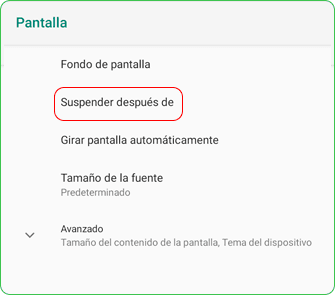 Pantalla
Fondo de pantalla
Suspender después de
Girar pantalla automáticamente
Tamaño de la fuente
Predeterminado
Avanzado
Tamaño del contenido de la pantalla, Tema del dispositivo